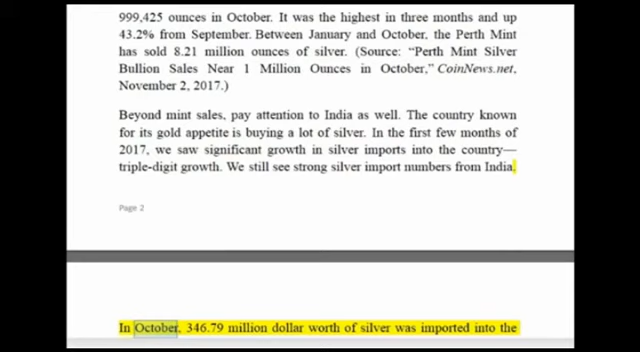 999,425 ounces in October. It was the highest in three months and up
43.2% from September. Between January and October, the Perth Mint
has sold 8.21 million ounces of silver. (Source: “Perth Mint Silver
Bullion Sales Near 1 Million Ounces in October,” CoinNews.net,
November 2, 2017.)
Beyond mint sales, pay attention to India as well. The country known
for its gold appetite is buying a lot of silver. In the first few months of
2017, we saw significant growth in silver imports into the country—
triple-digit growth. We still see strong silver import numbers from India.
Page 2
In October, 346.79 million dollar worth of silver was imported into the